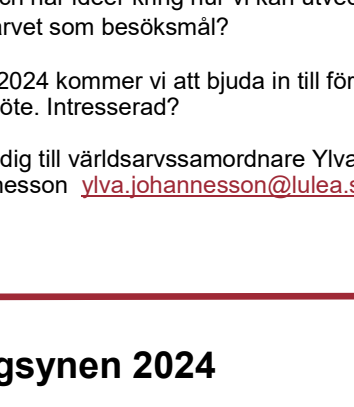 och har idéer kring hur vi kan utvec
arvet som besöksmål?
2024 kommer vi att bjuda in till för
öte. Intresserad?
dig till världsarvssamordnare Ylva
nesson ylva.johannesson@lulea.s
gsynen 2024